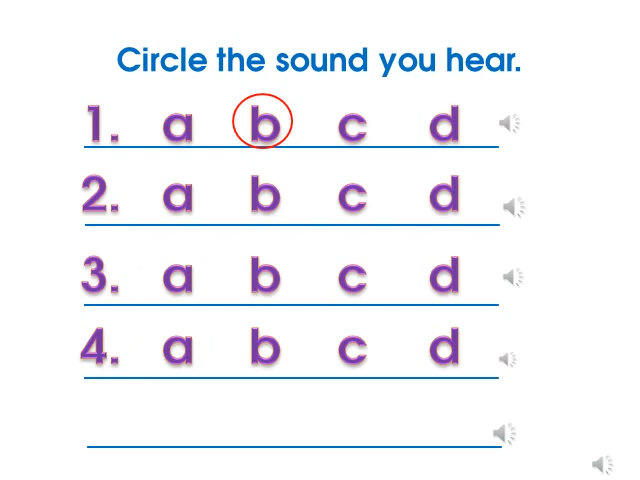 Circle the sound you hear.
1. a b c d
2. a b c d
3. a b c d
4. a b c d